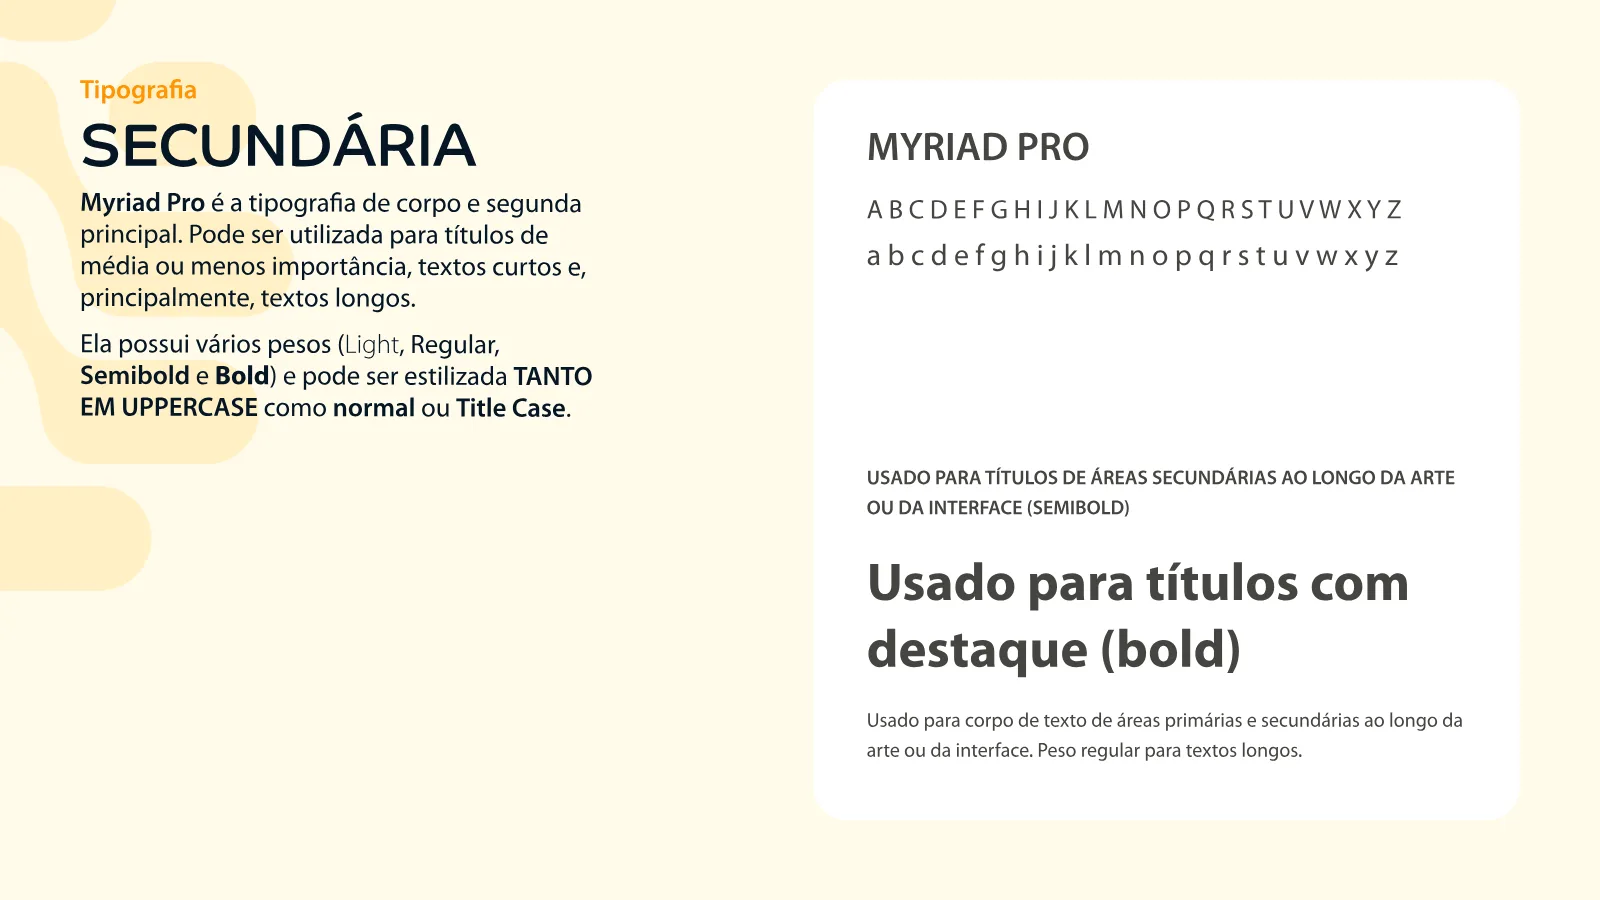 Tipografia
SECUNDÁRIA
Myriad Pro é a tipografia de corpo e segunda
principal. Pode ser utilizada para títulos de
média ou menos importância, textos curtos e,
principalmente, textos longos.
Ela possui vários pesos (Light, Regular,
Semibold e Bold) e pode ser estilizada TANTO
EM UPPERCASE como normal ou Title Case.
MYRIAD PRO
A B C D E F G H I J K L M N O P Q R S T U V W X Y Z
a b c d e f g h i j k l m n o p q r s t u v w x y z
USADO PARA TÍTULOS DE ÁREAS SECUNDÁRIAS AO LONGO DA ARTE
OU DA INTERFACE (SEMIBOLD)
Usado para títulos com
destaque (bold)
Usado para corpo de texto de áreas primárias e secundárias ao longo da
arte ou da interface. Peso regular para textos longos.